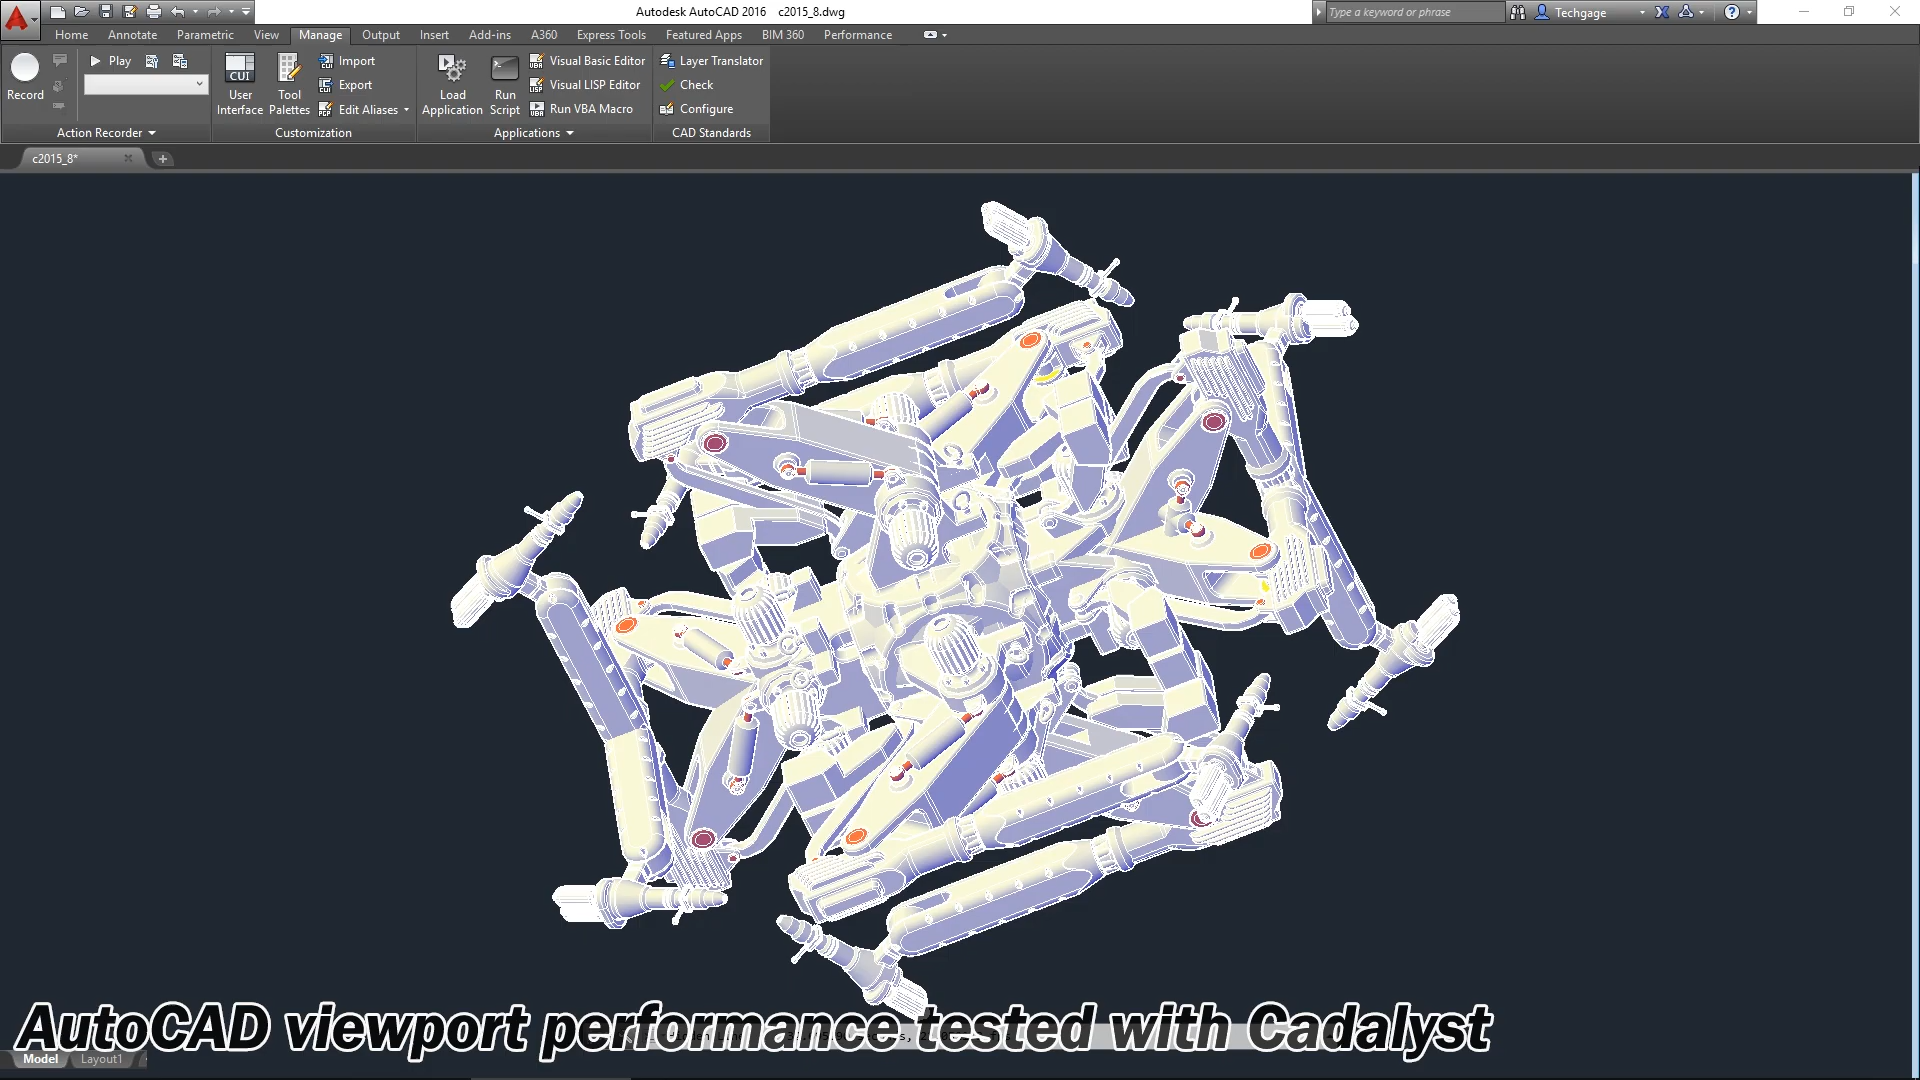 Autodesk AutoCAD 2016 c2015_8.dwg
Type a keyword or phrase
Techgage
Home Annotate Parametric View Manage Output Insert Add-ins A360 Express Tools Featured Apps BIM 360 Performance
Record
Play
Action Recorder
CUI
User Interface
Tool Palettes
Import
Export
Edit Aliases
Customization
Load Application
Run Script
Visual Basic Editor
Visual LISP Editor
Run VBA Macro
Applications
Layer Translator
Check
Configure
CAD Standards
c2015_8*
AutoCAD viewport performance tested with Cadalyst
Model Layout1